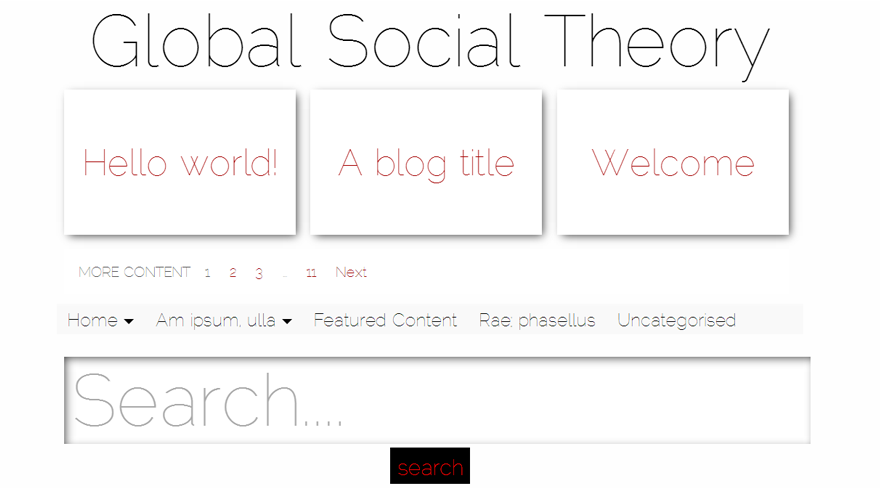 Global Social Theory
Hello world! A blog title Welcome
MORE CONTENT 1 2 3 ... 11 Next
Home Am ipsum, ulla Featured Content Rae: phasellus Uncategorised
Search....
search